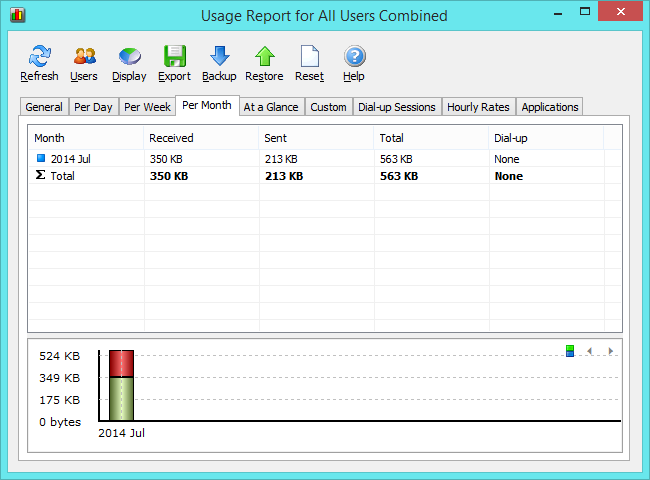 Usage Report for All Users Combined
Refresh Users Display Export Backup Restore Reset Help
General Per Day Per Week Per Month At a Glance Custom Dial-up Sessions Hourly Rates Applications
Month Received Sent Total Dial-up
2014 Jul 350 KB 213 KB 563 KB None
Σ Total 350 KB 213 KB 563 KB None
524 KB
349 KB
175 KB
0 bytes
2014 Jul